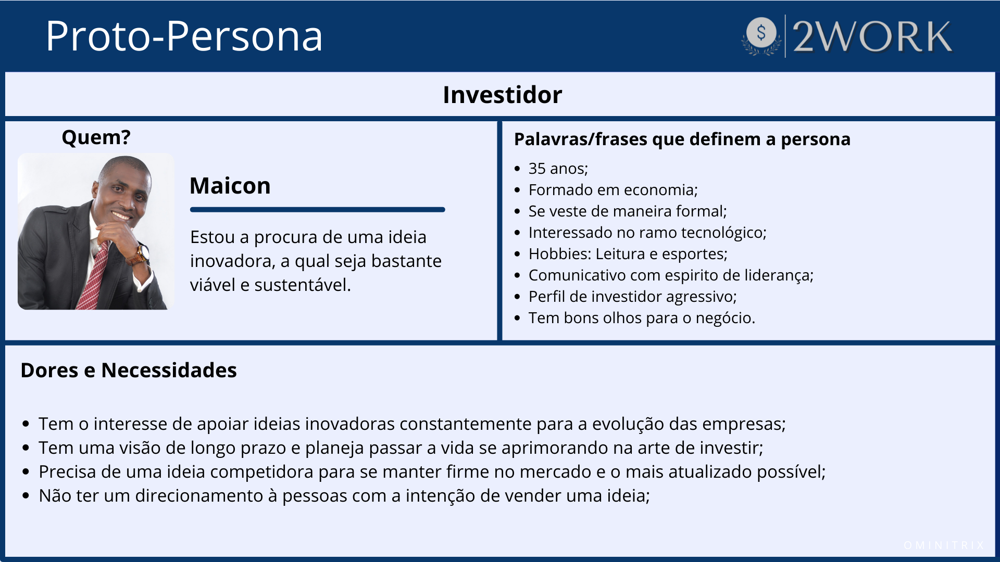 Proto-Persona
$ 2WORK
Investidor
Quem?
Maicon
Estou a procura de uma ideia
inovadora, a qual seja bastante
viável e sustentável.
Palavras/frases que definem a persona
• 35 anos;
• Formado em economia;
• Se veste de maneira formal;
• Interessado no ramo tecnológico;
• Hobbies: Leitura e esportes;
• Comunicativo com espirito de liderança;
• Perfil de investidor agressivo;
• Tem bons olhos para o negócio.
Dores e Necessidades
• Tem o interesse de apoiar ideias inovadoras constantemente para a evolução das empresas;
• Tem uma visão de longo prazo e planeja passar a vida se aprimorando na arte de investir;
• Precisa de uma ideia competidora para se manter firme no mercado e o mais atualizado possível;
• Não ter um direcionamento à pessoas com a intenção de vender uma ideia;
OMINITRIX